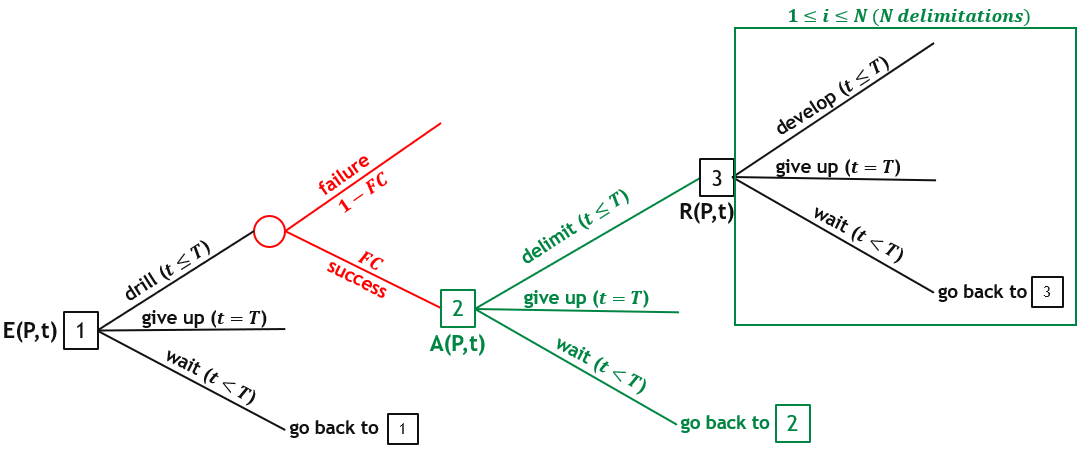 1 ≤ i ≤ N (N delimitations)
develop (t ≤ T)
give up (t = T)
wait (t < T)
go back to 3
3
R(P,t)
failure
1 − FC
FC
success
delimit (t ≤ T)
give up (t = T)
wait (t < T)
go back to 2
2
A(P,t)
drill (t ≤ T)
E(P,t) 1
give up (t = T)
wait (t < T)
go back to 1